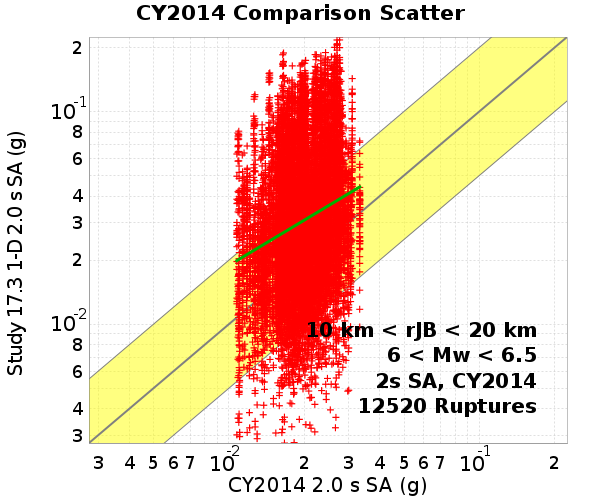 CY2014 Comparison Scatter
Study 17.3 1-D 2.0 s SA (g)
2
10-1
8
6
4
3
2
10-2
8
6
4
3
10 km < rJB < 20 km
6 < Mw < 6.5
2s SA, CY2014
12520 Ruptures
3 4 5 6 7 10-2 2 3 4 5 6 7 10-1 2
CY2014 2.0 s SA (g)